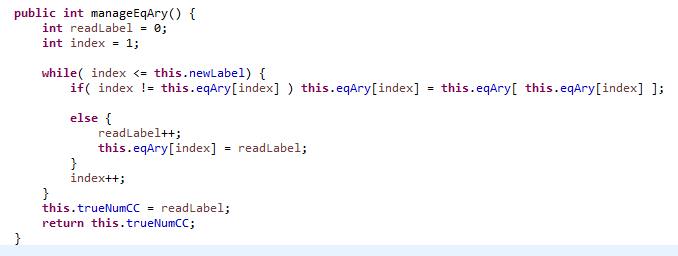 public int manageEqAry() {
    int readLabel = 0;
    int index = 1;

    while( index <= this.newLabel) {
        if( index != this.eqAry[index] ) this.eqAry[index] = this.eqAry[ this.eqAry[index] ];

        else {
            readLabel++;
            this.eqAry[index] = readLabel;
        }
        index++;
    }
    this.trueNumCC = readLabel;
    return this.trueNumCC;
}